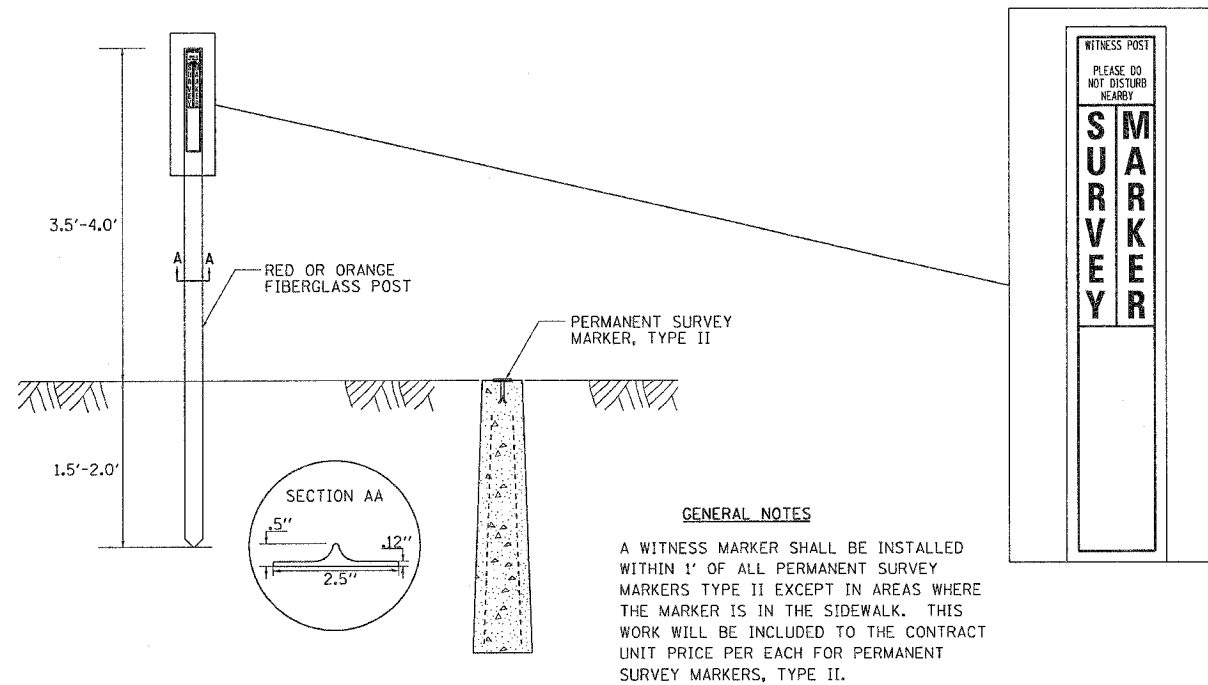 WITNESS POST
PLEASE DO
NOT DISTURB
NEARBY
SURVEY
MARKER
3.5'-4.0'
A A
RED OR ORANGE
FIBERGLASS POST
PERMANENT SURVEY
MARKER, TYPE II
1.5'-2.0'
SECTION AA
.5"
.12"
2.5"
GENERAL NOTES
A WITNESS MARKER SHALL BE INSTALLED
WITHIN 1' OF ALL PERMANENT SURVEY
MARKERS TYPE II EXCEPT IN AREAS WHERE
THE MARKER IS IN THE SIDEWALK. THIS
WORK WILL BE INCLUDED TO THE CONTRACT
UNIT PRICE PER EACH FOR PERMANENT
SURVEY MARKERS, TYPE II.